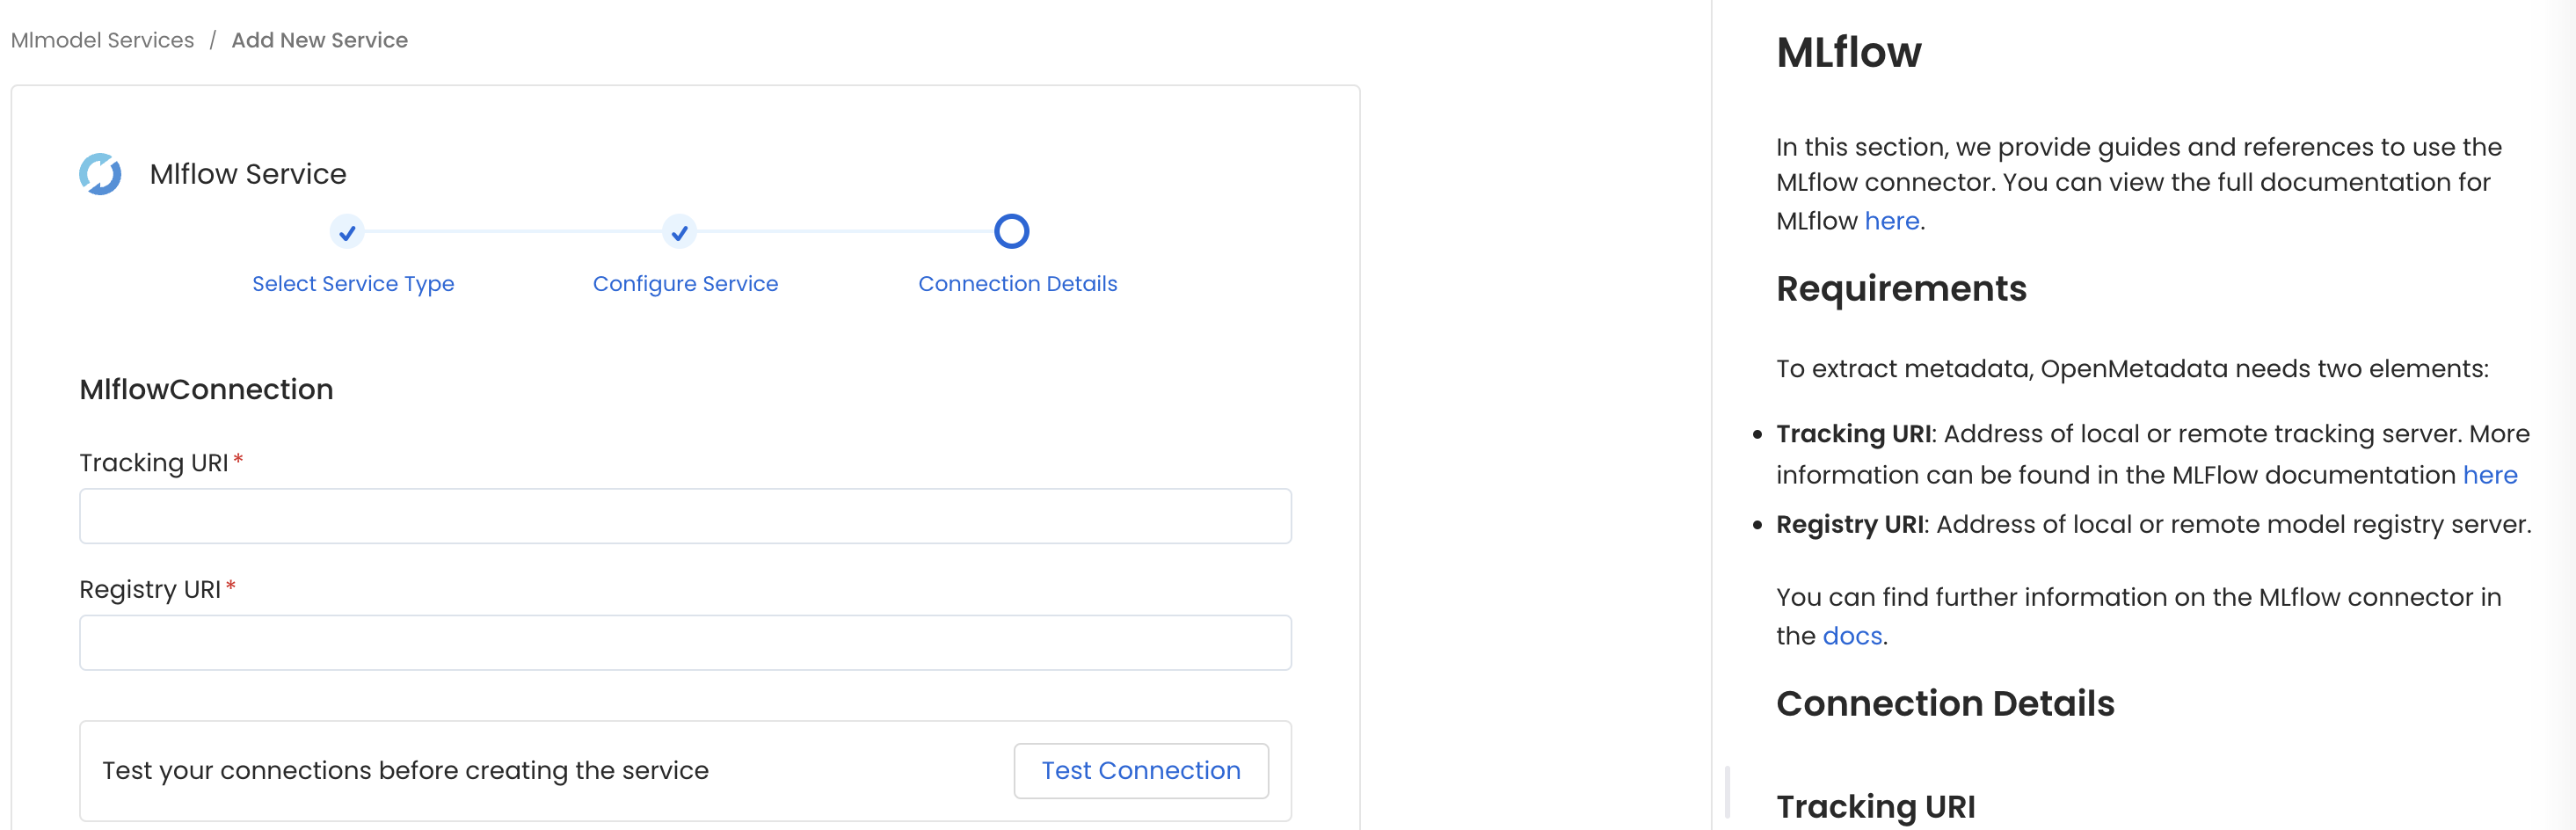 Mlmodel Services / Add New Service
Mlflow Service
Select Service Type
Configure Service
Connection Details
MlflowConnection
Tracking URI*
Registry URI*
Test your connections before creating the service
Test Connection
MLflow
In this section, we provide guides and references to use the
MLflow connector. You can view the full documentation for
MLflow here.
Requirements
To extract metadata, OpenMetadata needs two elements:
• Tracking URI: Address of local or remote tracking server. More
information can be found in the MLFlow documentation here
• Registry URI: Address of local or remote model registry server.
You can find further information on the MLflow connector in
the docs.
Connection Details
Tracking URI